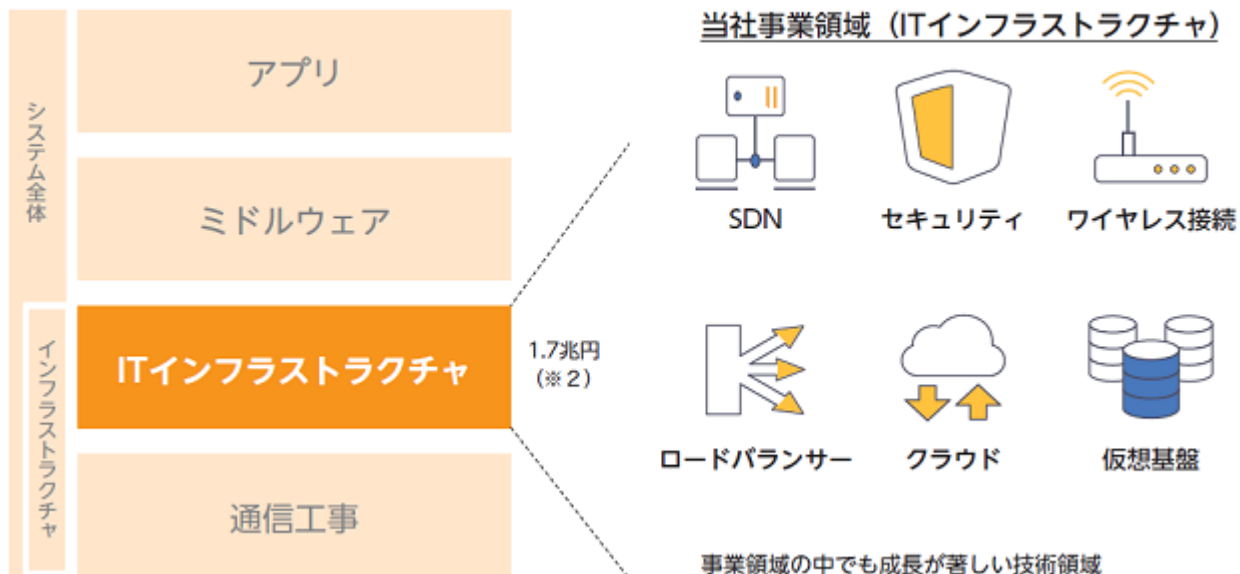 システム全体
アプリ
ミドルウェア
インフラストラクチャ
ITインフラストラクチャ
1.7兆円
(※2)
通信工事
当社事業領域（ITインフラストラクチャ）
SDN
セキュリティ
ワイヤレス接続
ロードバランサー
クラウド
仮想基盤
事業領域の中でも成長が著しい技術領域